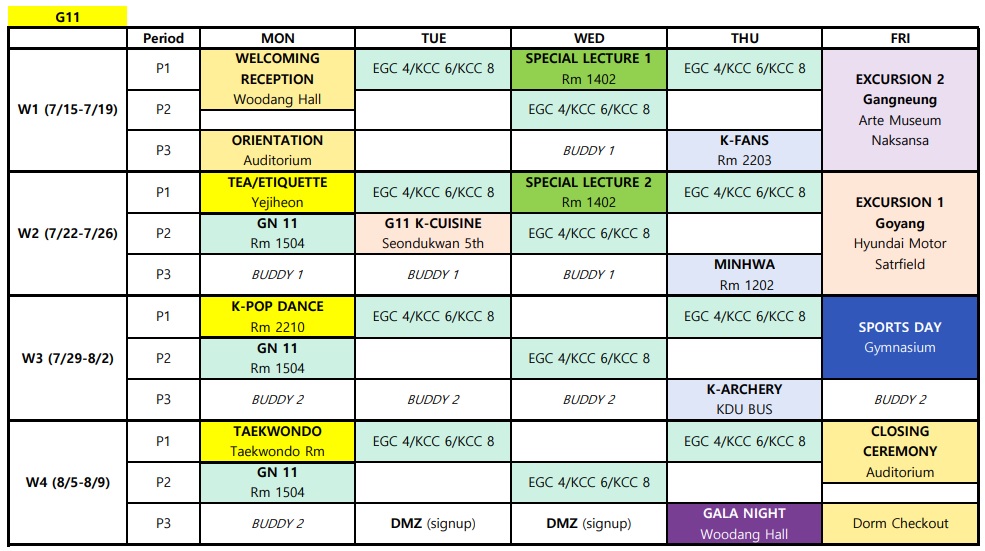 G11
Period MON TUE WED THU FRI
W1 (7/15-7/19)
P1
WELCOMING
RECEPTION
Woodang Hall
EGC 4/KCC 6/KCC 8
SPECIAL LECTURE 1
Rm 1402
EGC 4/KCC 6/KCC 8
EXCURSION 2
Gangneung
Arte Museum
Naksansa
P2
EGC 4/KCC 6/KCC 8
P3
ORIENTATION
Auditorium
BUDDY 1
K-FANS
Rm 2203
W2 (7/22-7/26)
P1
TEA/ETIQUETTE
Yejiheon
EGC 4/KCC 6/KCC 8
SPECIAL LECTURE 2
Rm 1402
EGC 4/KCC 6/KCC 8
EXCURSION 1
Goyang
Hyundai Motor
Satrfield
P2
GN 11
Rm 1504
G11 K-CUISINE
Seondukwan 5th
EGC 4/KCC 6/KCC 8
P3
BUDDY 1
BUDDY 1
BUDDY 1
MINHWA
Rm 1202
W3 (7/29-8/2)
P1
K-POP DANCE
Rm 2210
EGC 4/KCC 6/KCC 8
EGC 4/KCC 6/KCC 8
SPORTS DAY
Gymnasium
P2
GN 11
Rm 1504
EGC 4/KCC 6/KCC 8
P3
BUDDY 2
BUDDY 2
BUDDY 2
K-ARCHERY
KDU BUS
BUDDY 2
W4 (8/5-8/9)
P1
TAEKWONDO
Taekwondo Rm
EGC 4/KCC 6/KCC 8
EGC 4/KCC 6/KCC 8
CLOSING
CEREMONY
Auditorium
P2
GN 11
Rm 1504
EGC 4/KCC 6/KCC 8
P3
BUDDY 2
DMZ (signup)
DMZ (signup)
GALA NIGHT
Woodang Hall
Dorm Checkout